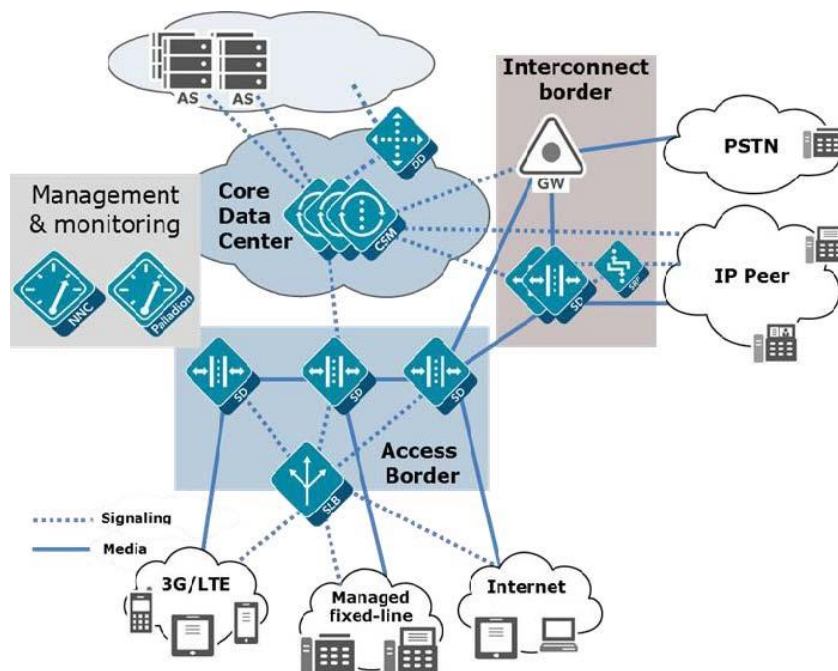 AS
AS
Interconnect
border
DD
PSTN
GW
Management
& monitoring
Core
Data
Center
CSM
NNC
Palladion
SD
SRP
IP Peer
SD
SD
SD
Access
Border
SLB
Signaling
Media
3G/LTE
Managed
fixed-line
Internet